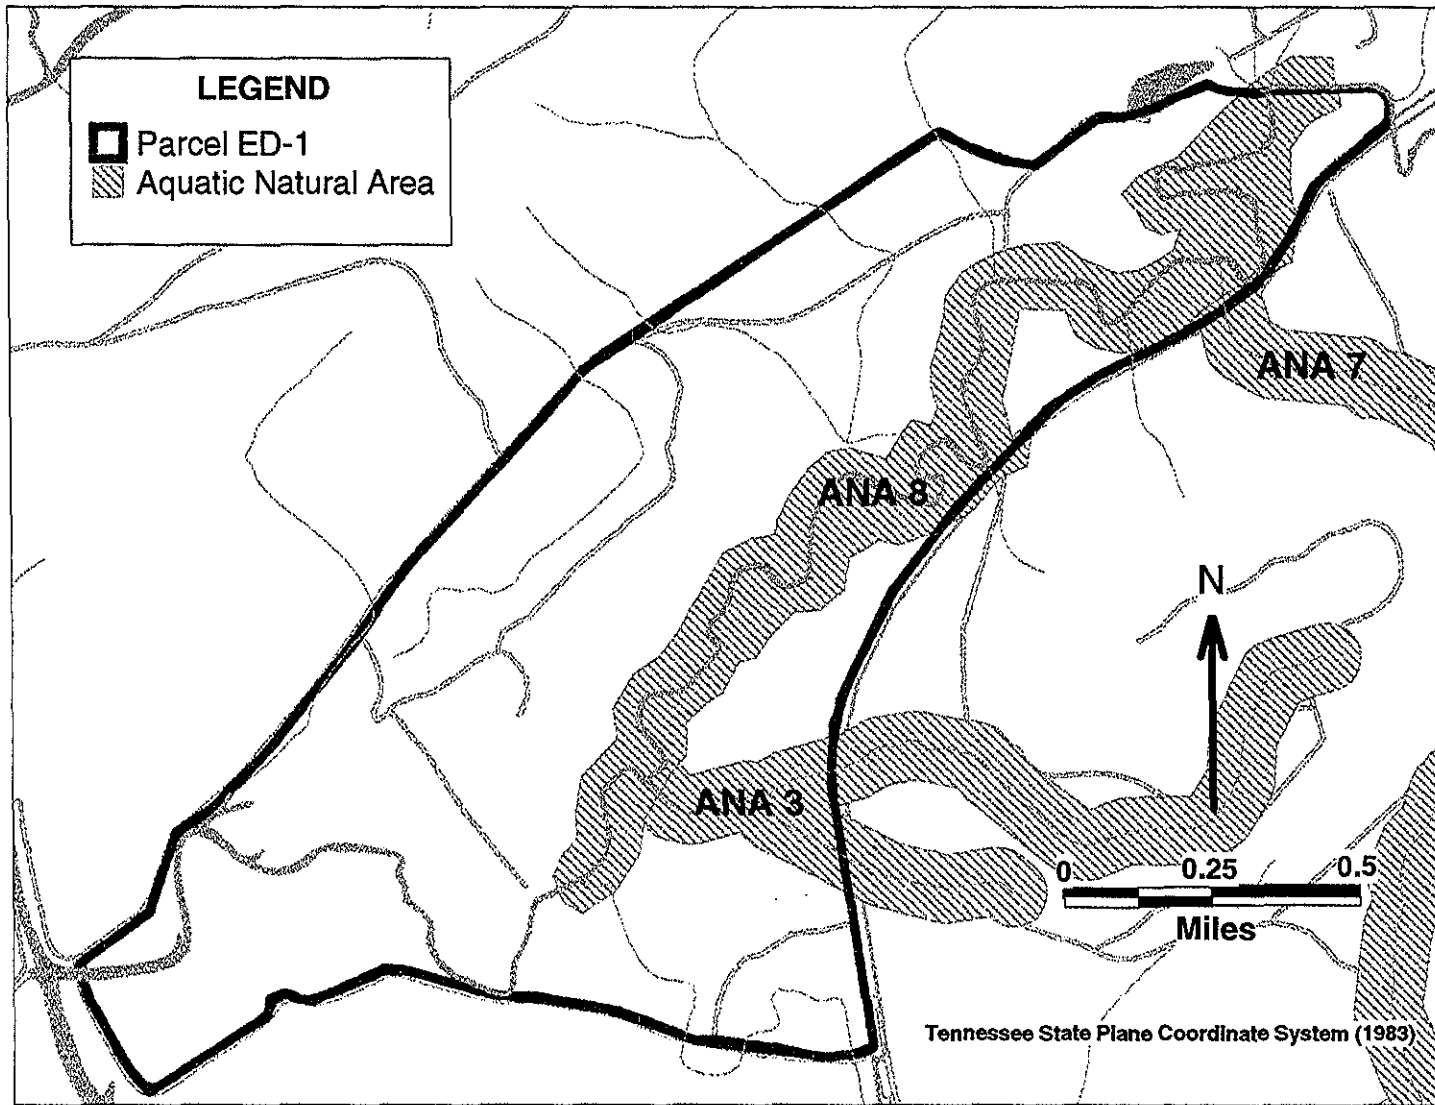 LEGEND
Parcel ED-1
Aquatic Natural Area
ANA 7
ANA 8
N
ANA 3
0 0.25 0.5
Miles
Tennessee State Plane Coordinate System (1983)